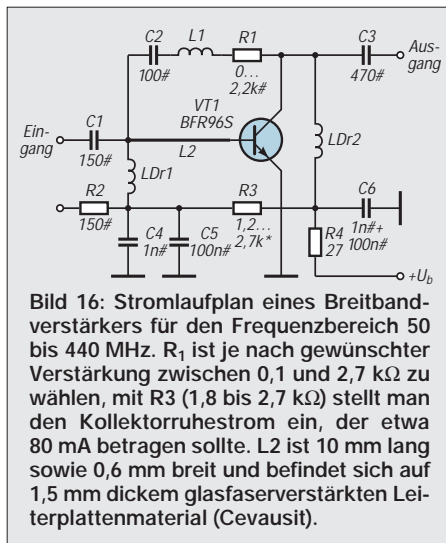 C2
L1
R1
C3
Aus-
gang
100#
0…
2,2k#
470#
VT1
BFR96S
Ein-
gang
C1
150#
L2
LDr2
LDr1
R2
R3
C6
150#
1,2…
2,7k*
1n#+
100n#
C4
1n#
C5
100n#
R4
27
+Ub
Bild 16: Stromlaufplan eines Breitband-
verstärkers für den Frequenzbereich 50
bis 440 MHz. R1 ist je nach gewünschter
Verstärkung zwischen 0,1 und 2,7 kΩ zu
wählen, mit R3 (1,8 bis 2,7 kΩ) stellt man
den Kollektorruhestrom ein, der etwa
80 mA betragen sollte. L2 ist 10 mm lang
sowie 0,6 mm breit und befindet sich auf
1,5 mm dickem glasfaserverstärkten Lei-
terplattenmaterial (Cevausit).